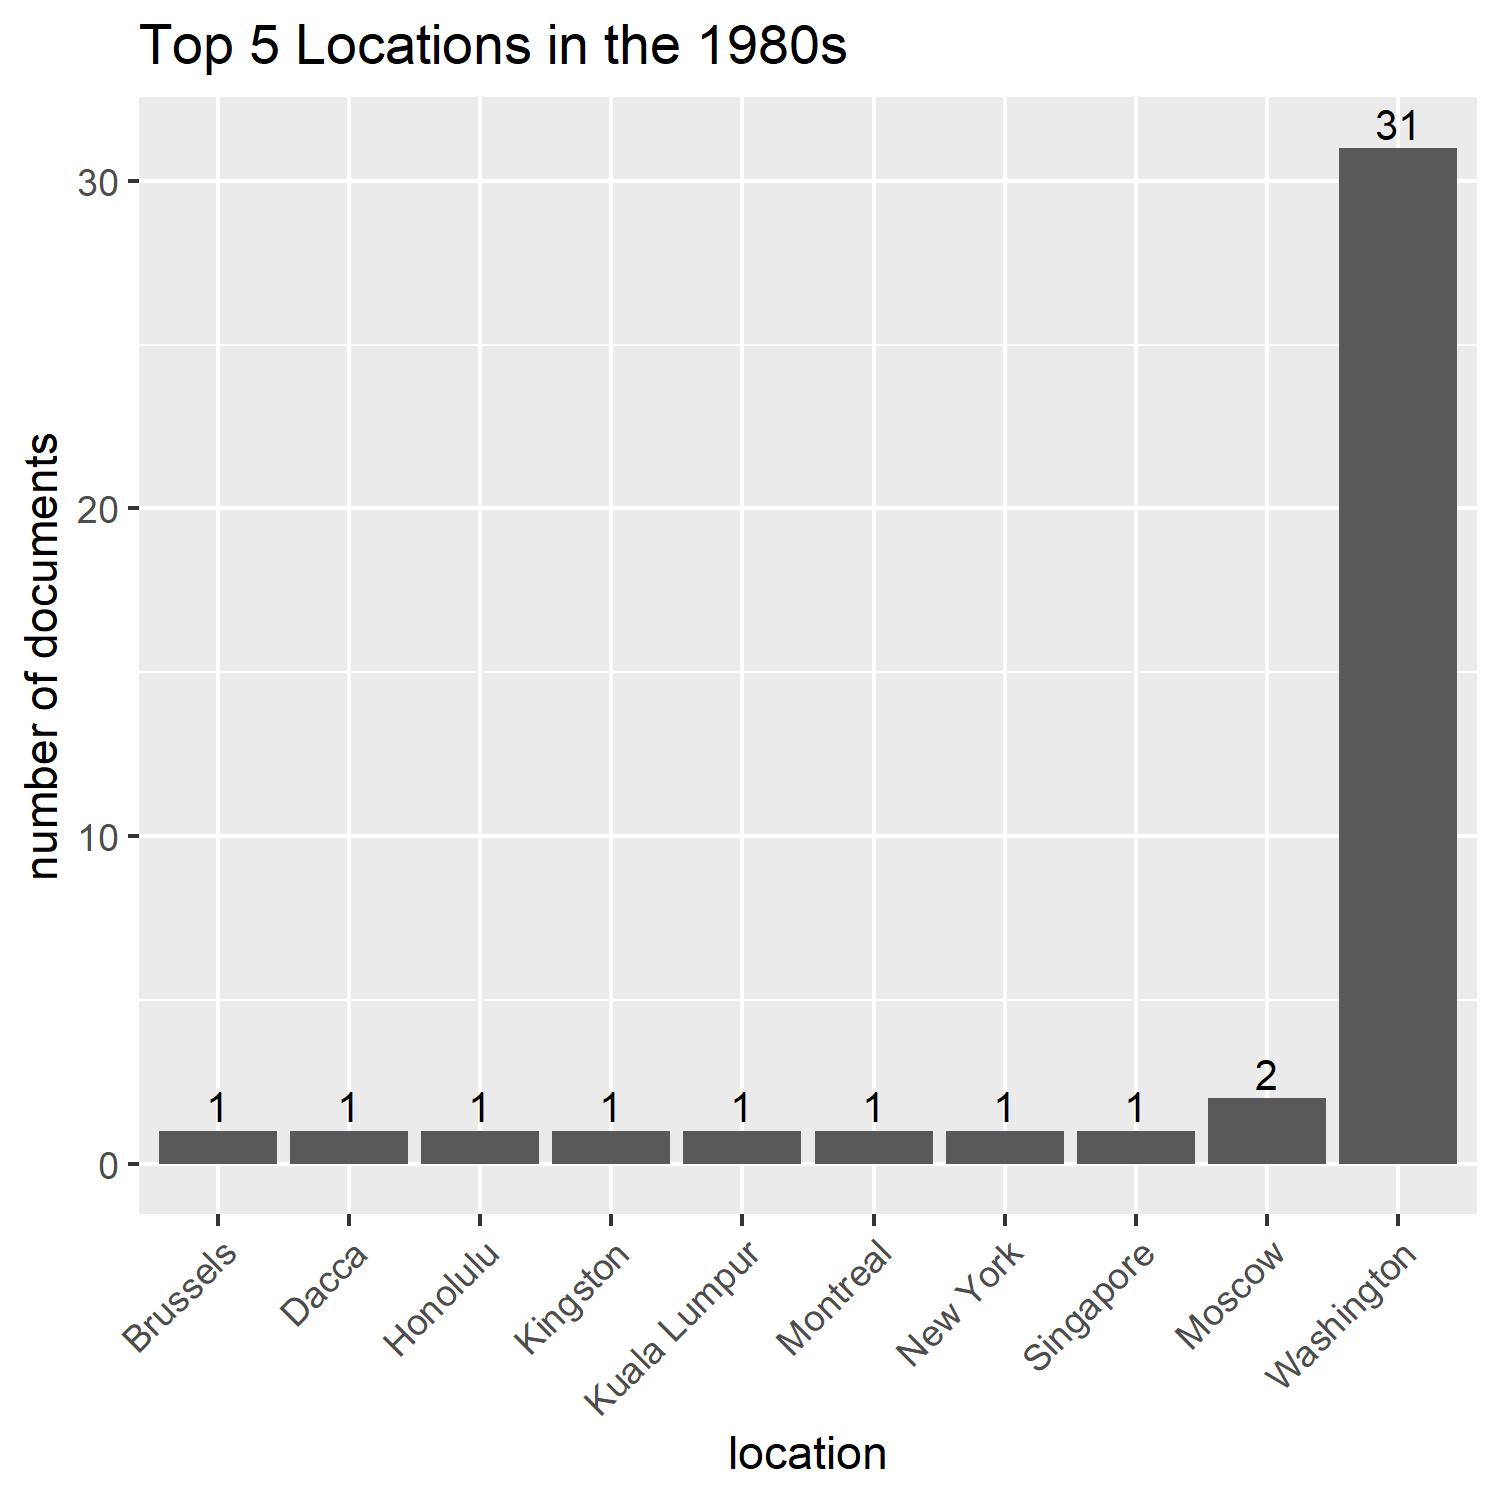 Top 5 Locations in the 1980s
number of documents
30
20
10
0
1 1 1 1 1 1 1 1 2 31
Brussels Dacca Honolulu Kingston Kuala Lumpur Montreal New York Singapore Moscow Washington
location